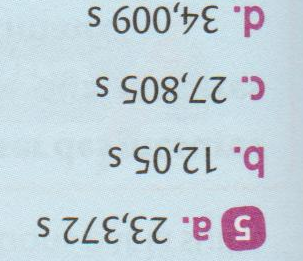 5 a. 23,372 s
b. 12,05 s
c. 27,805 s
d. 34,009 s